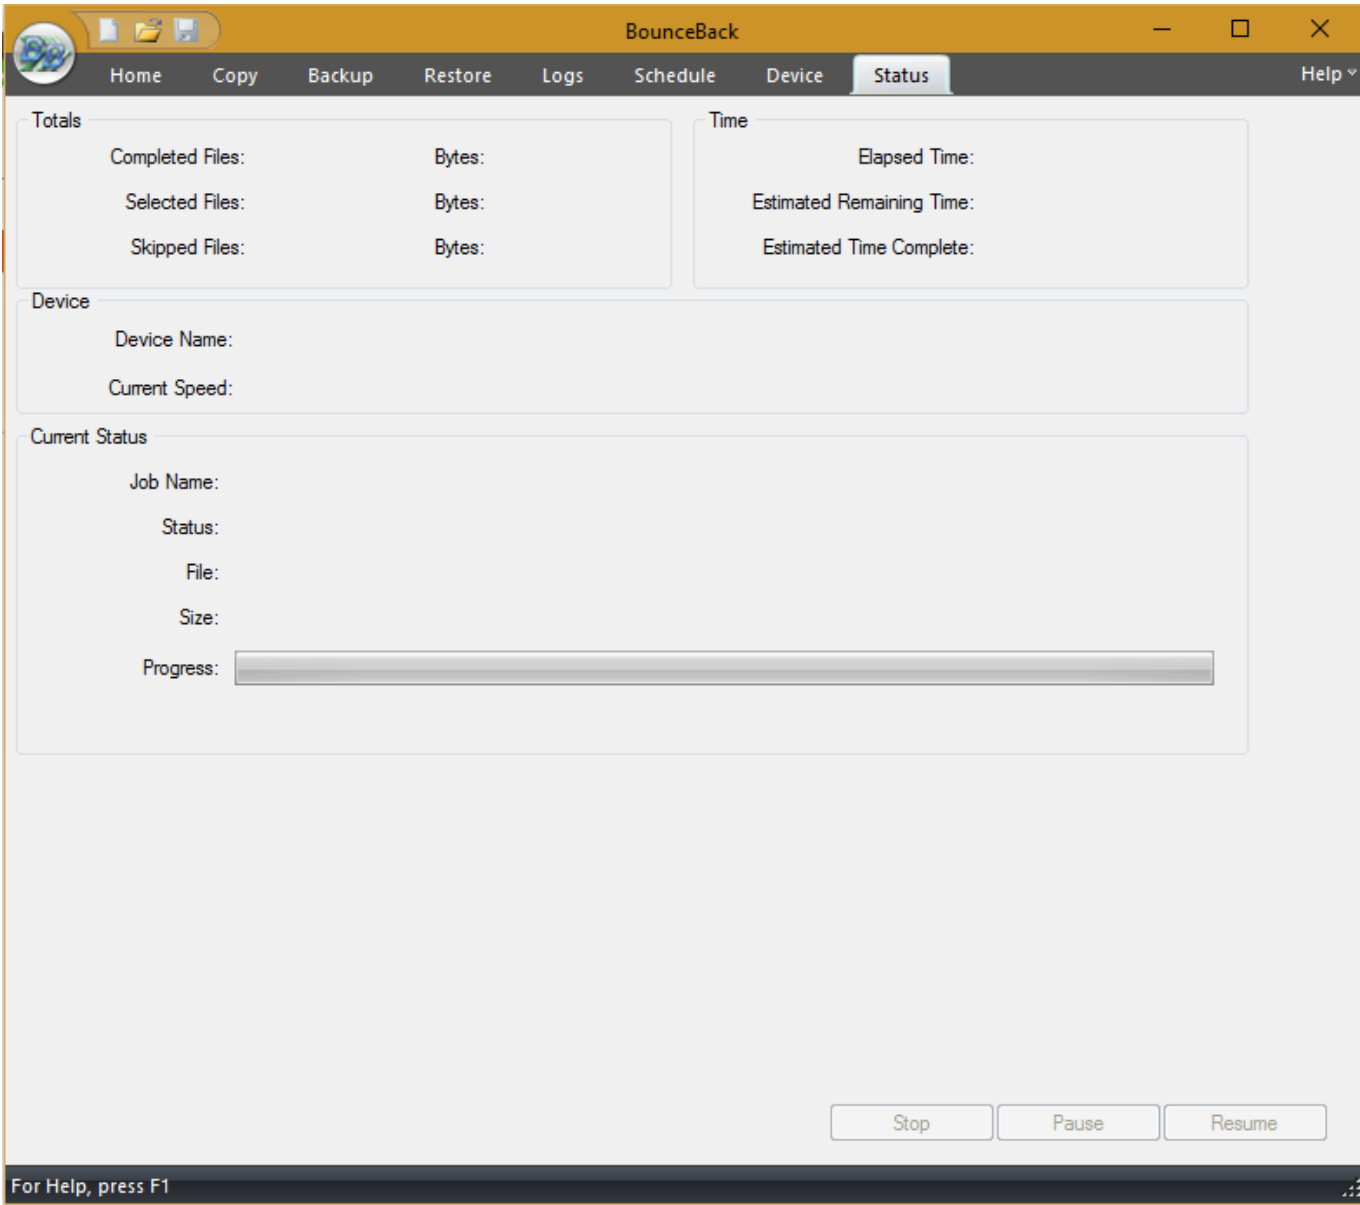 BB
BounceBack
Home Copy Backup Restore Logs Schedule Device Status Help
Totals
Completed Files: Bytes:
Selected Files: Bytes:
Skipped Files: Bytes:
Time
Elapsed Time:
Estimated Remaining Time:
Estimated Time Complete:
Device
Device Name:
Current Speed:
Current Status
Job Name:
Status:
File:
Size:
Progress:
Stop Pause Resume
For Help, press F1